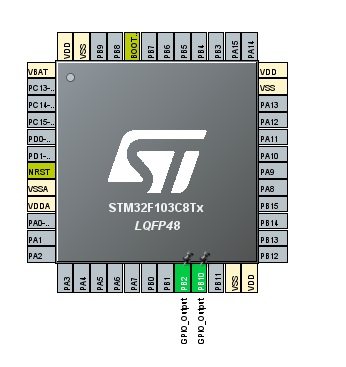 VDD VSS PB9 PB8 BOOT.. PB7 PB6 PB5 PB4 PB3 PA15 PA14
VBAT
PC13-..
PC14-..
PC15-..
PD0-..
PD1-..
NRST
VSSA
VDDA
PA0-..
PA1
PA2
VDD
VSS
PA13
PA12
PA11
PA10
PA9
PA8
PB15
PB14
PB13
PB12
ST
STM32F103C8Tx
LQFP48
PA3 PA4 PA5 PA6 PA7 PB0 PB1 PB2 PB10 PB11 VSS VDD
GPIO_Output
GPIO_Output